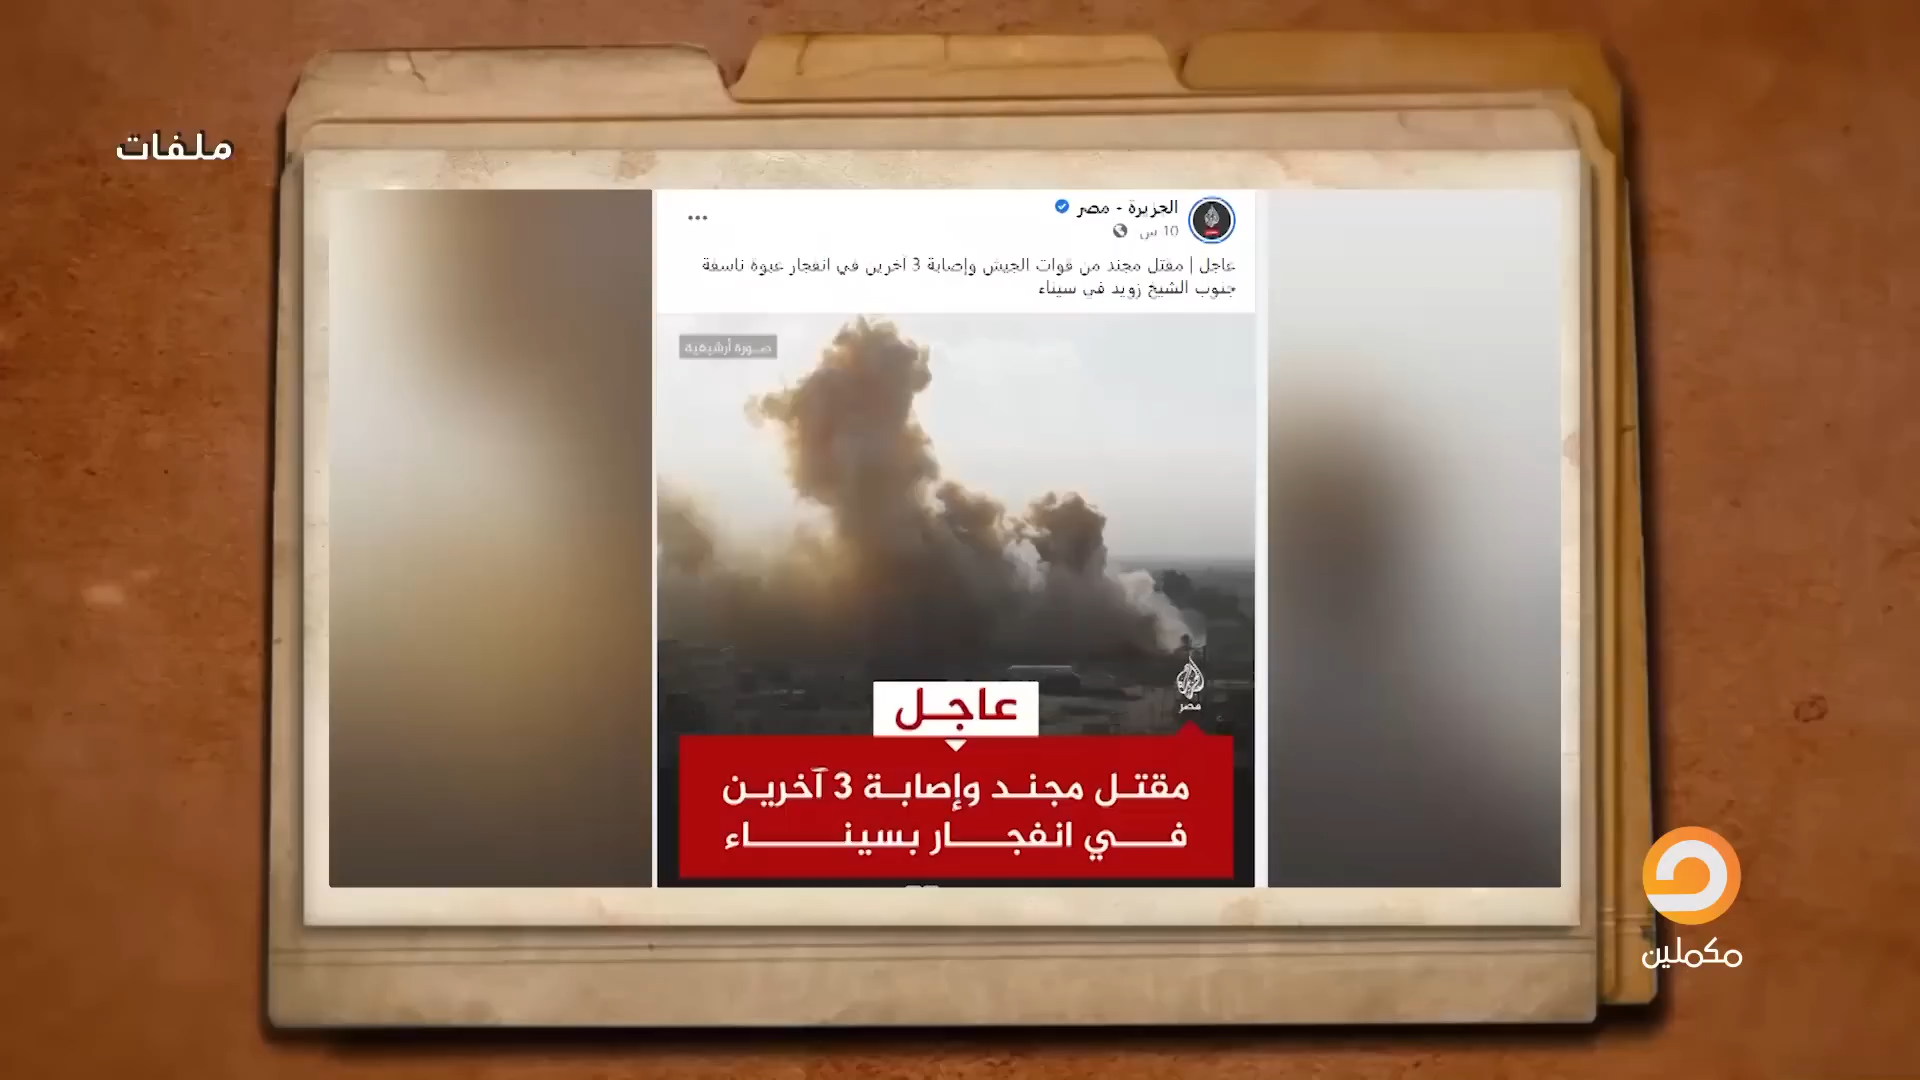 ملفات
الجزيرة - مصر
10 س
عاجل | مقتل مجند من قوات الجيش وإصابة 3 آخرين في انفجار عبوة ناسفة
جنوب الشيخ زويد في سيناء
صورة أرشيفية
مصر
عاجل
مقتل مجند وإصابة 3 آخرين
في انفجار بسيناء
مكملين